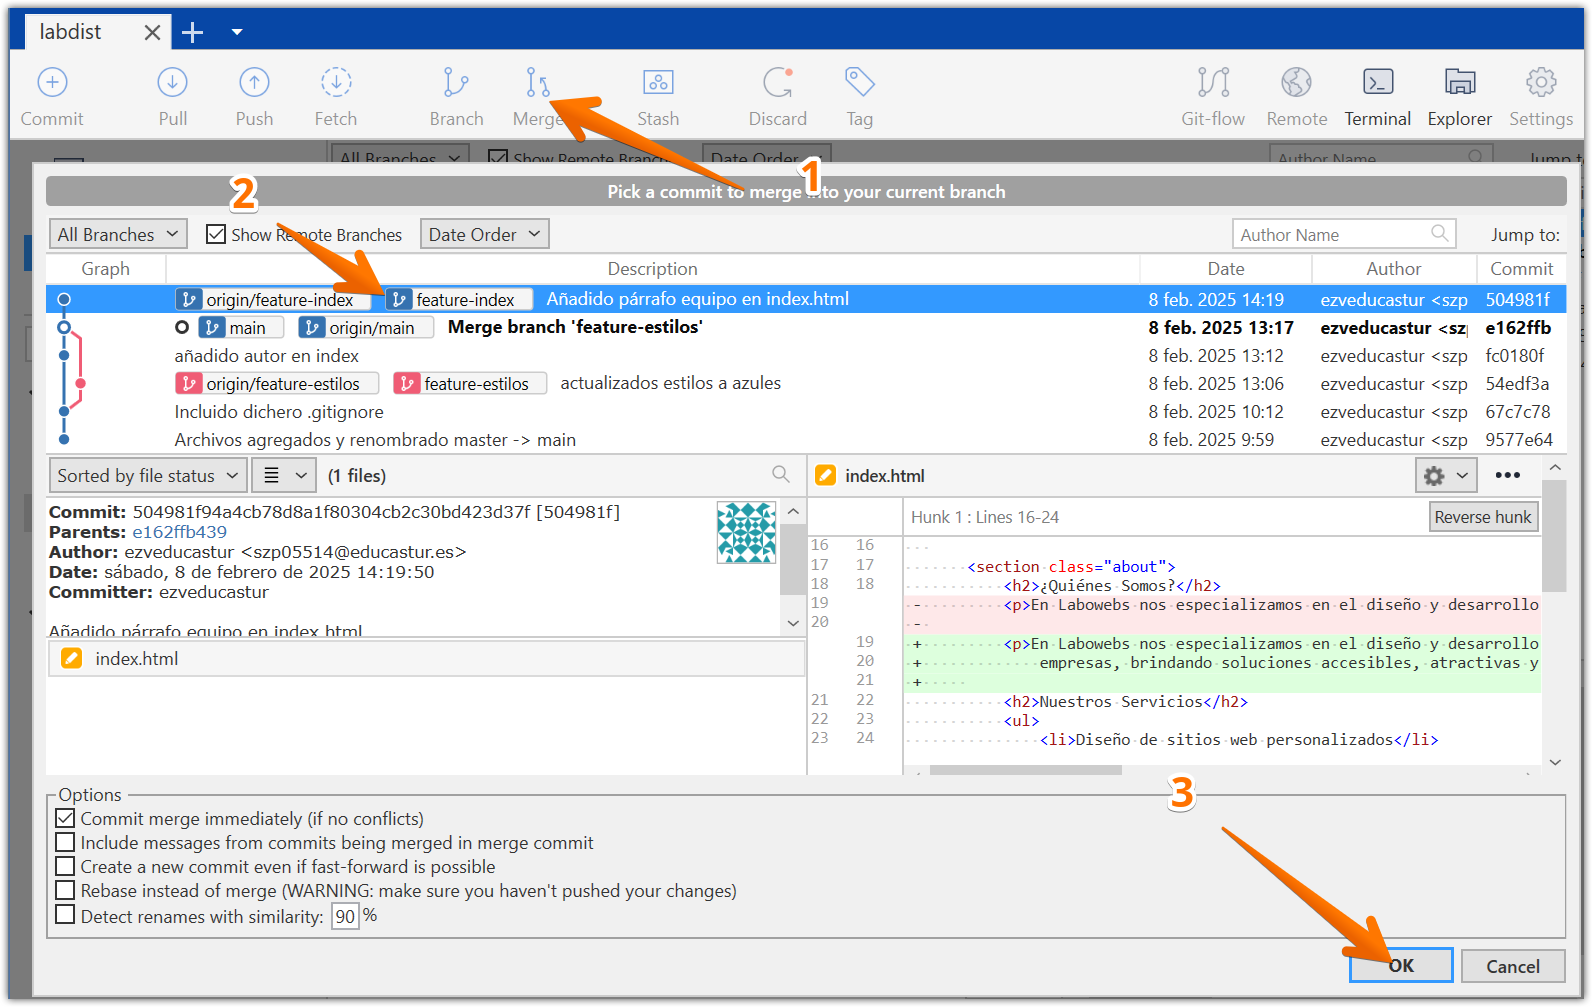 labdist
Commit Pull Push Fetch Branch Merge Stash Discard Tag Git-flow Remote Terminal Explorer Settings
All Branches Show Remote Branch Date Order Author Name Jump to
1
Pick a commit to merge into your current branch
2
All Branches Show Remote Branches Date Order Author Name Jump to:
Graph Description Date Author Commit
origin/feature-index feature-index Añadido párrafo equipo en index.html 8 feb. 2025 14:19 ezveducastur <szp 504981f
main origin/main Merge branch 'feature-estilos' 8 feb. 2025 13:17 ezveducastur <szp e162ffb
añadido autor en index 8 feb. 2025 13:12 ezveducastur <szp fc0180f
origin/feature-estilos feature-estilos actualizados estilos a azules 8 feb. 2025 13:06 ezveducastur <szp 54edf3a
Incluido dichero .gitignore 8 feb. 2025 10:12 ezveducastur <szp 67c7c78
Archivos agregados y renombrado master -> main 8 feb. 2025 9:59 ezveducastur <szp 9577e64
Sorted by file status (1 files)
Commit: 504981f94a4cb78d8a1f80304cb2c30bd423d37f [504981f]
Parents: e162ffb439
Author: ezveducastur <szp05514@educastur.es>
Date: sábado, 8 de febrero de 2025 14:19:50
Committer: ezveducastur
Añadido párrafo equipo en index.html
index.html
index.html
Hunk 1 : Lines 16-24 Reverse hunk
16 16
17 17 <section class="about">
18 18 <h2>¿Quiénes Somos?</h2>
19 - <p>En Labowebs nos especializamos en el diseño y desarrollo
20 -
19 + <p>En Labowebs nos especializamos en el diseño y desarrollo
20 + empresas, brindando soluciones accesibles, atractivas y
21 +
21 22 <h2>Nuestros Servicios</h2>
22 23 <ul>
23 24 <li>Diseño de sitios web personalizados</li>
3
Options
Commit merge immediately (if no conflicts)
Include messages from commits being merged in merge commit
Create a new commit even if fast-forward is possible
Rebase instead of merge (WARNING: make sure you haven't pushed your changes)
Detect renames with similarity: 90 %
OK Cancel